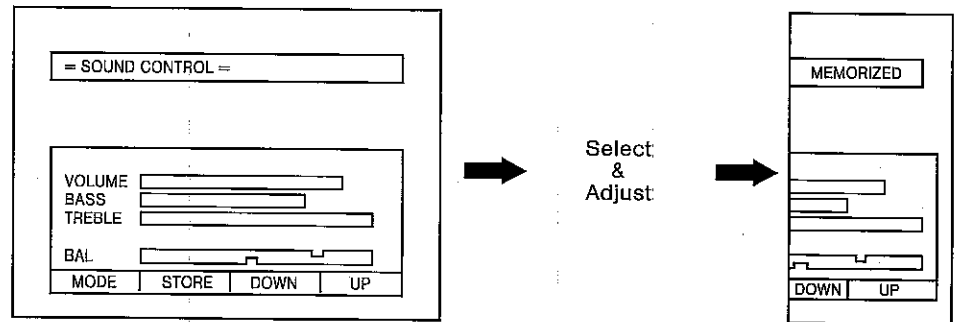 = SOUND CONTROL =
VOLUME
BASS
TREBLE
BAL
MODE STORE DOWN UP
Select
&
Adjust
MEMORIZED
DOWN UP